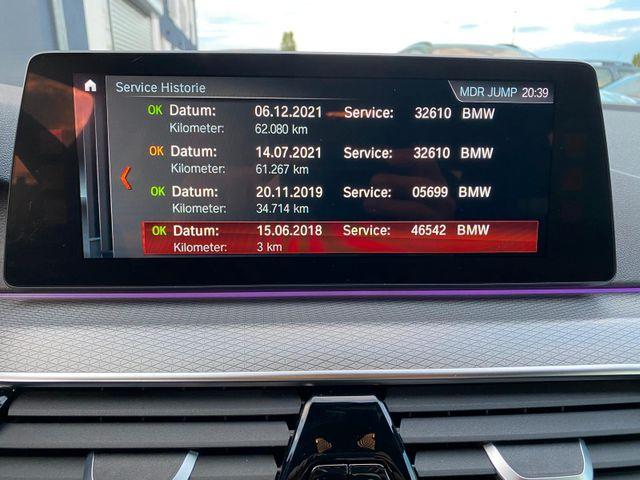 Service Historie MDR JUMP 20:39
OK Datum: 06.12.2021 Service: 32610 BMW
Kilometer: 62.080 km
OK Datum: 14.07.2021 Service: 32610 BMW
Kilometer: 61.267 km
OK Datum: 20.11.2019 Service: 05699 BMW
Kilometer: 34.714 km
OK Datum: 15.06.2018 Service: 46542 BMW
Kilometer: 3 km